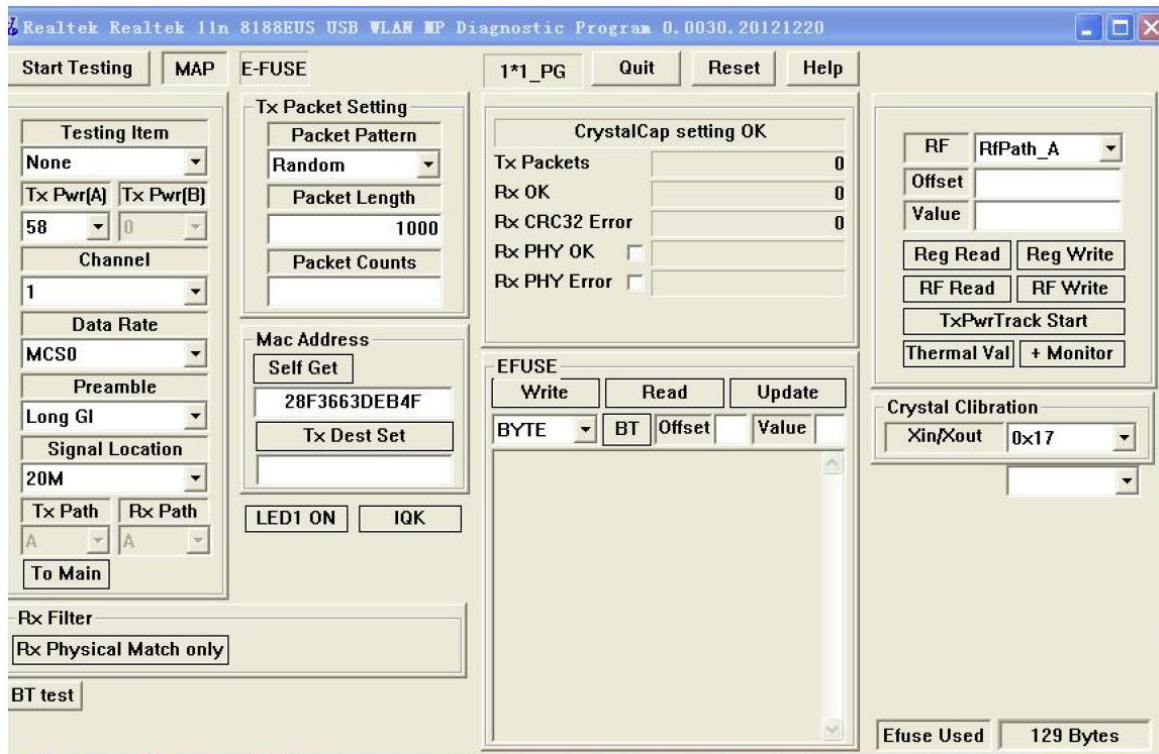 Realtek Realtek 11n 8188EUS USB WLAN MP Diagnostic Program 0.0030.20121220
Start Testing MAP E-FUSE 1*1_PG Quit Reset Help
Testing Item
None
Tx Pwr(A) Tx Pwr(B)
58 0
Channel
1
Data Rate
MCS0
Preamble
Long GI
Signal Location
20M
Tx Path Rx Path
A A
To Main
Rx Filter
Rx Physical Match only
BT test
Tx Packet Setting
Packet Pattern
Random
Packet Length
1000
Packet Counts
Mac Address
Self Get
28F3663DEB4F
Tx Dest Set
LED1 ON IQK
CrystalCap setting OK
Tx Packets 0
Rx OK 0
Rx CRC32 Error 0
Rx PHY OK
Rx PHY Error
EFUSE
Write Read Update
BYTE BT Offset Value
RF RfPath_A
Offset
Value
Reg Read Reg Write
RF Read RF Write
TxPwrTrack Start
Thermal Val + Monitor
Crystal Clibration
Xin/Xout 0x17
Efuse Used 129 Bytes